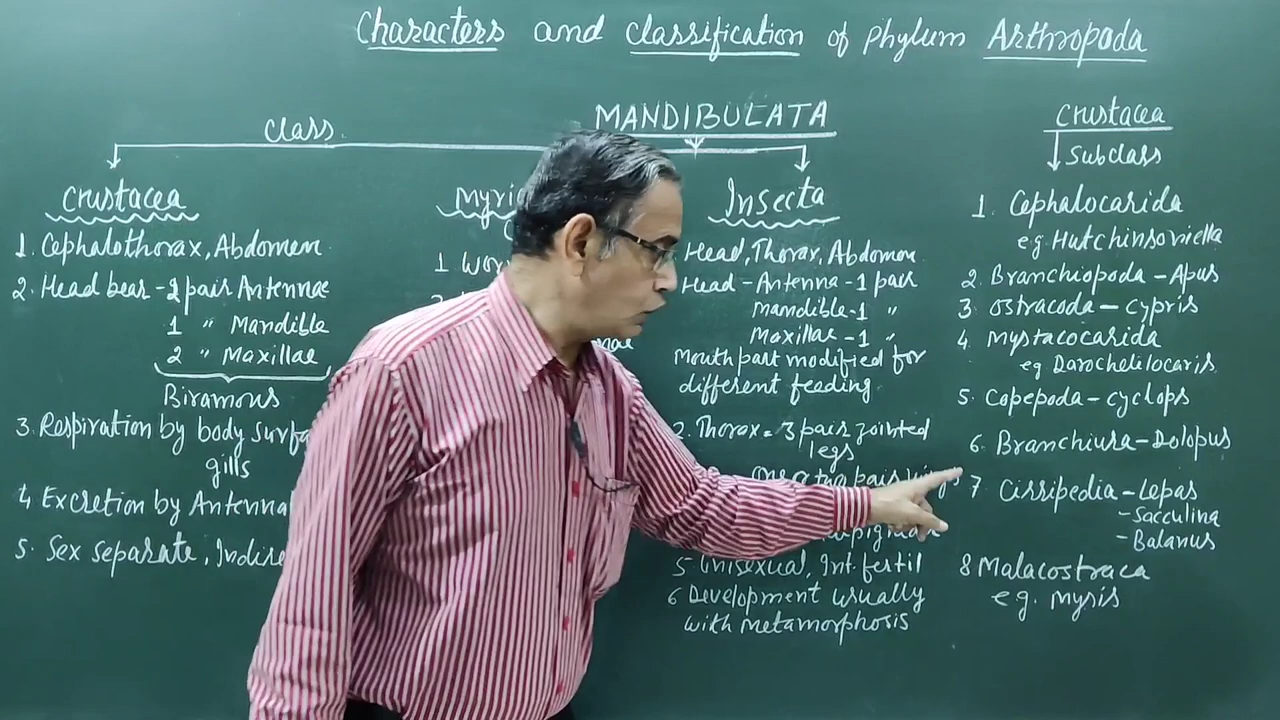 Characters and classification of phylum Arthropoda
MANDIBULATA
Class
Crustacea
1. Cephalothorax, Abdomen
2. Head bear - 2 pair Antennae
1 " Mandible
2 " Maxillae
Biramous
3. Respiration by body
gills
4 Excretion by
5. Sex separate,
1
Insecta
Head, Thorax, Abdomen
Head - Antenna - 1 pair
Mandible - 1 "
Maxillae - 1 "
Mouth part modified for
different feeding
2. Thorax = 3 pair jointed
legs
pair
5 Unisexual, Int. fertil
6 Development usually
with metamorphosis
Crustacea
Subclass
1. Cephalocarida
eg. Hutchinsoniella
2. Branchiopoda - Apus
3 Ostracoda - cypris
4 Mystacocarida
eg Darocheilocaris
5. Copepoda - cyclops
6. Branchiura - Dolopus
7. Cirripedia - Lepas
- Sacculina
- Balanus
8 Malacostraca
e.g. Mysis